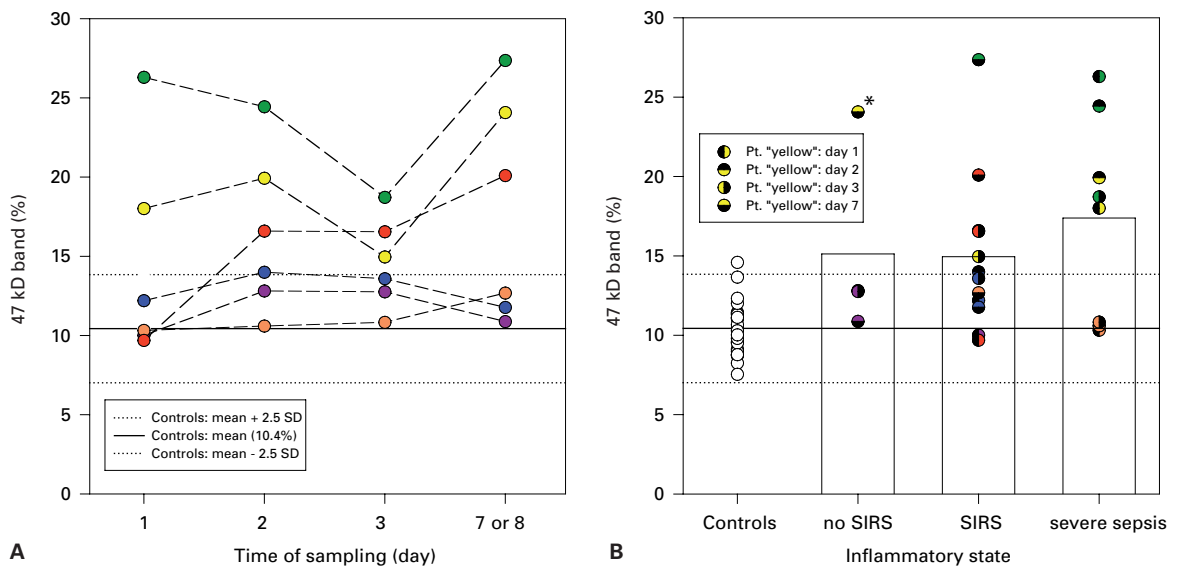 30
25
20
15
10
5
0
47 kD band (%)
Controls: mean + 2.5 SD
Controls: mean (10.4%)
Controls: mean - 2.5 SD
1
2
3
7 or 8
Time of sampling (day)
A
30
25
20
15
10
5
0
47 kD band (%)
*
Pt. "yellow": day 1
Pt. "yellow": day 2
Pt. "yellow": day 3
Pt. "yellow": day 7
Controls
no SIRS
SIRS
severe sepsis
Inflammatory state
B